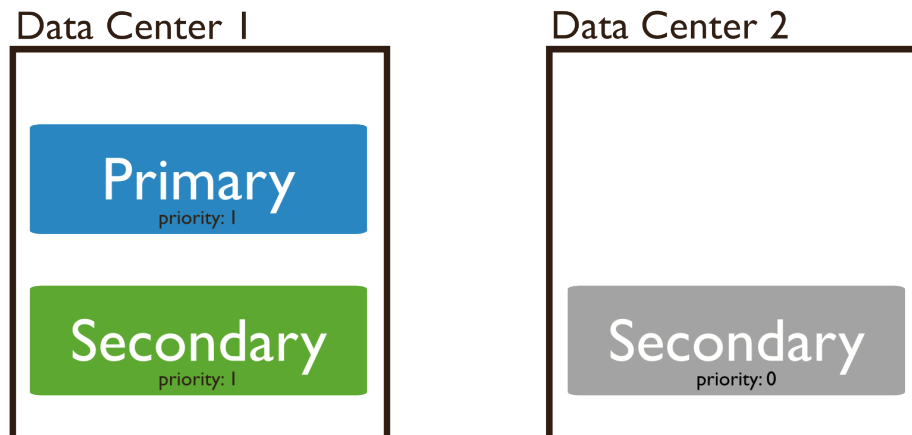 Data Center 1
Primary
priority: 1
Secondary
priority: 1
Data Center 2
Secondary
priority: 0